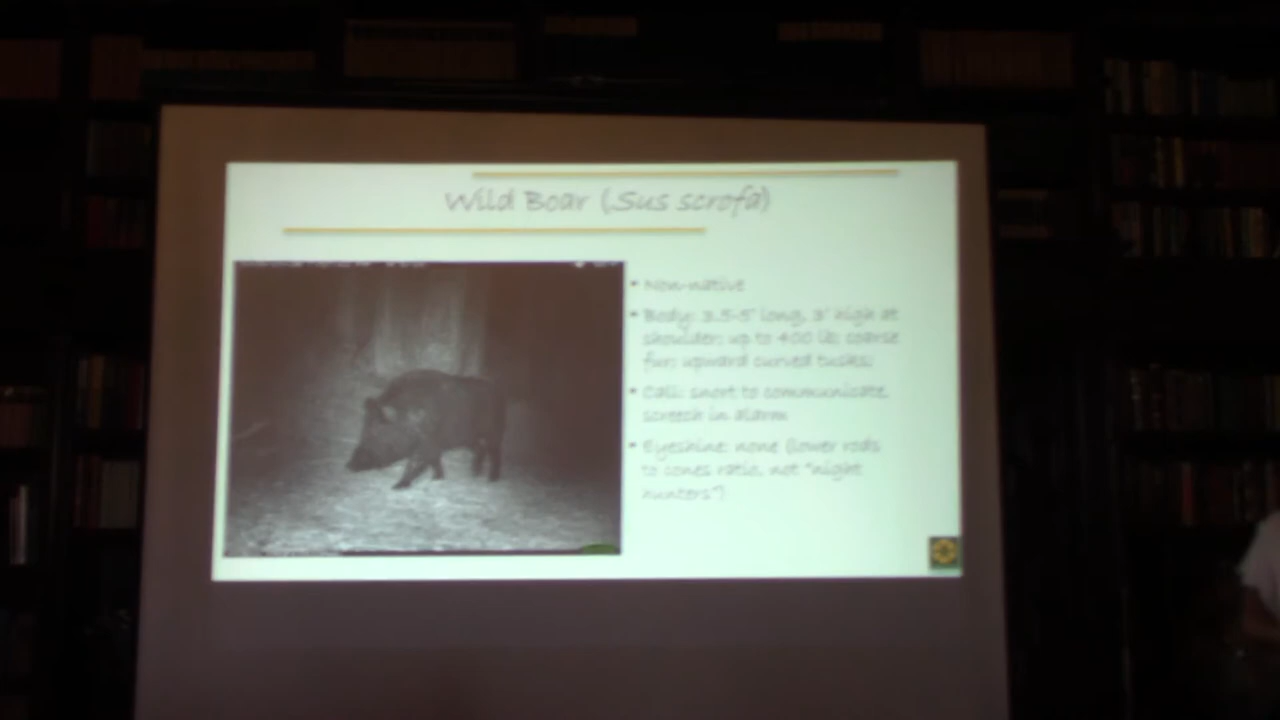 Wild Boar (Sus scrofa)
• Non-native
• Body: 3.5-5' long, 3' high at
shoulder; up to 400 lb; coarse
fur; upward curved tusks;
• Call: snort to communicate,
screech in alarm
• Eyeshine: none (lower rods
to cones ratio, not "night
hunters")